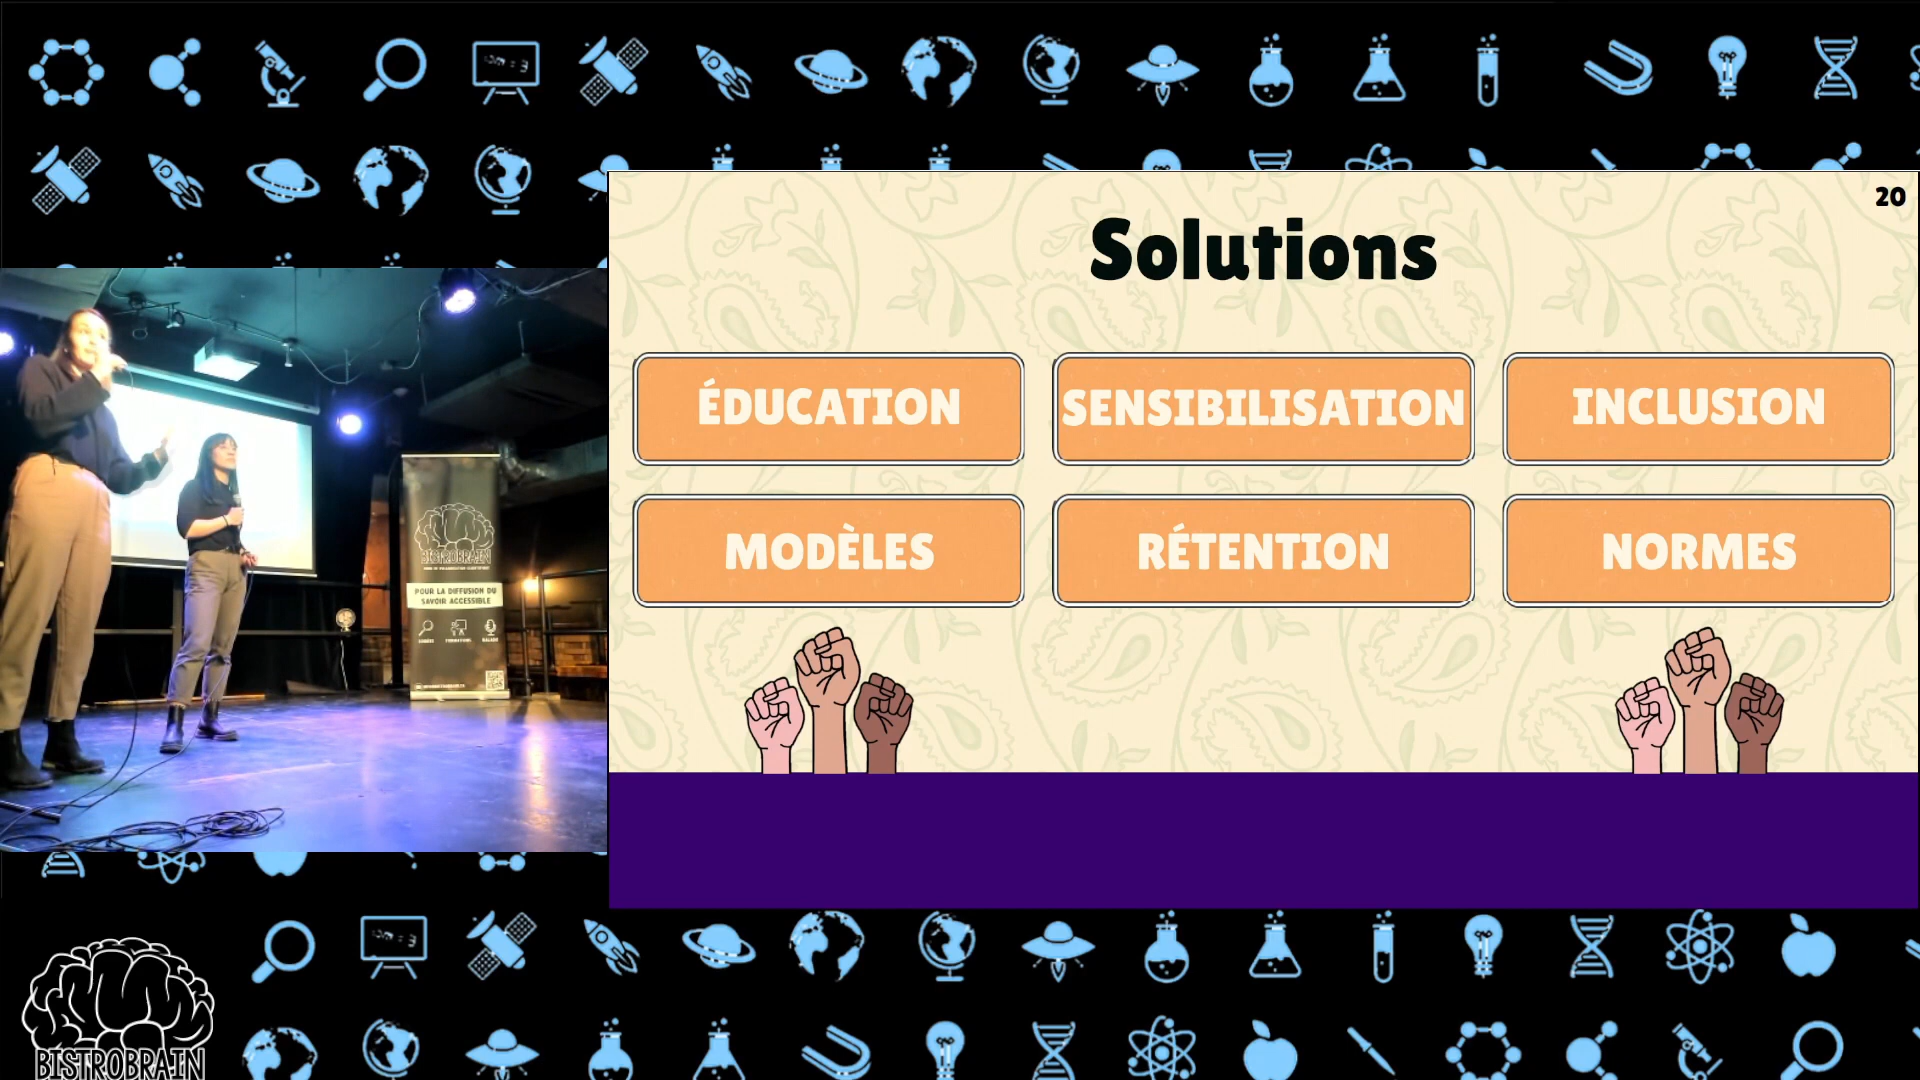 20
Solutions
ÉDUCATION
SENSIBILISATION
INCLUSION
MODÈLES
RÉTENTION
NORMES
BISTROBRAIN
POUR LA DIFFUSION DU
SAVOIR ACCESSIBLE
BISTROBRAIN